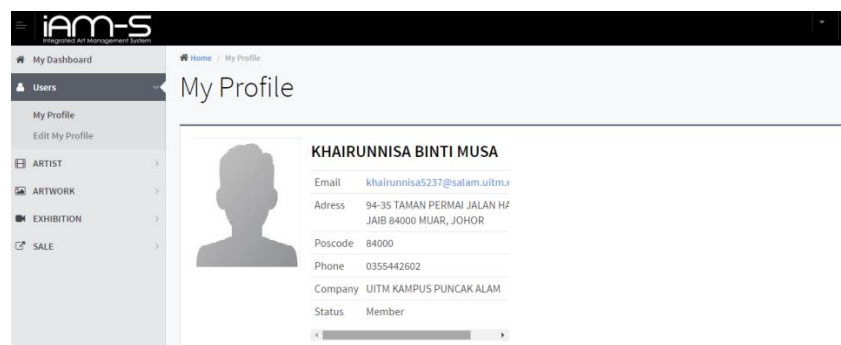 iAM-S
Integrated Art Management System
My Dashboard
Users
My Profile
Edit My Profile
ARTIST
ARTWORK
EXHIBITION
SALE
Home / My Profile
My Profile
KHAIRUNNISA BINTI MUSA
Email khairunnisa5237@salam.uitm.e
Adress 94-35 TAMAN PERMAI JALAN HA
JAIB 84000 MUAR, JOHOR
Poscode 84000
Phone 0355442602
Company UITM KAMPUS PUNCAK ALAM
Status Member